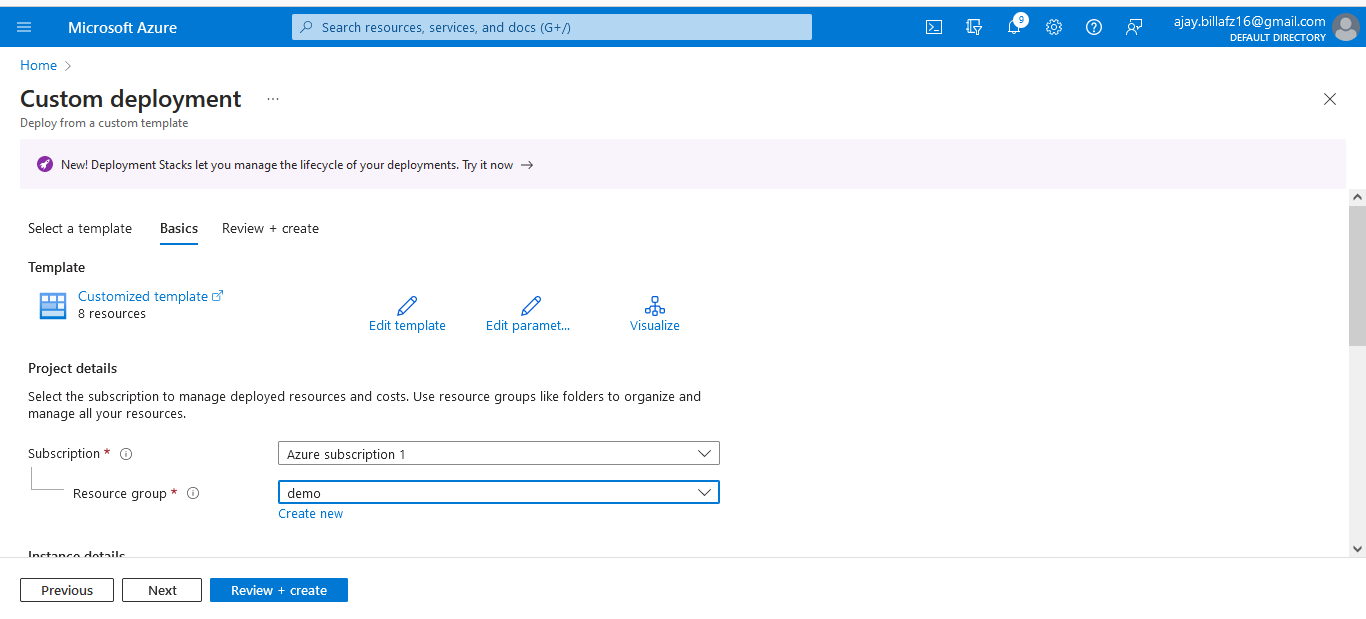 Microsoft Azure
Search resources, services, and docs (G+/)
9
ajay.billafz16@gmail.com
DEFAULT DIRECTORY
Home
Custom deployment ...
Deploy from a custom template
New! Deployment Stacks let you manage the lifecycle of your deployments. Try it now →
Select a template Basics Review + create
Template
Customized template
8 resources
Edit template Edit paramet... Visualize
Project details
Select the subscription to manage deployed resources and costs. Use resource groups like folders to organize and
manage all your resources.
Subscription * Azure subscription 1
Resource group * demo
Create new
Instance details
Previous Next Review + create